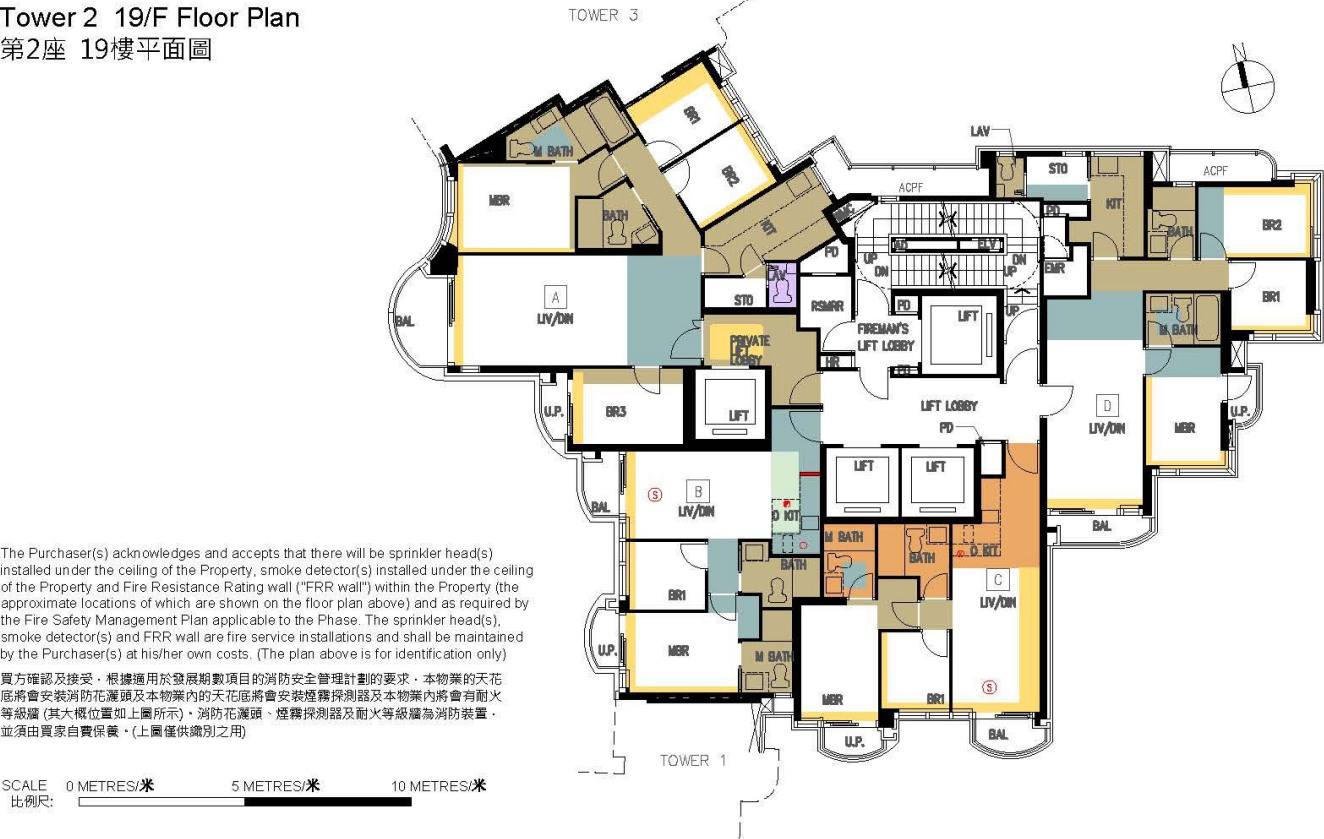 Tower 2 19/F Floor Plan
第2座 19樓平面圖
TOWER 3
LAV
STO
ACPF
ACPF
M BATH
BR1
BR2
MBR
BATH
KIT
PD
KIT
BATH
BR2
AD
ELV
UP
DN
DN
UP
PD
EMR
LAV
STO
RSMRR
PD
UP
BR1
A
LIV/DIN
BAL
PRIVATE
LIFT
LOBBY
FIREMAN'S
LIFT LOBBY
LIFT
M BATH
HR
PD
U.P.
BR3
LIFT
LIFT LOBBY
PD
D
LIV/DIN
MBR
U.P.
LIFT
LIFT
BAL
S
B
LIV/DIN
O KIT
BAL
M BATH
BATH
O. KIT
BATH
BR1
C
LIV/DIN
U.P.
MBR
M BATH
MBR
BR1
S
U.P.
BAL
TOWER 1
The Purchaser(s) acknowledges and accepts that there will be sprinkler head(s)
installed under the ceiling of the Property, smoke detector(s) installed under the ceiling
of the Property and Fire Resistance Rating wall ("FRR wall") within the Property (the
approximate locations of which are shown on the floor plan above) and as required by
the Fire Safety Management Plan applicable to the Phase. The sprinkler head(s),
smoke detector(s) and FRR wall are fire service installations and shall be maintained
by the Purchaser(s) at his/her own costs. (The plan above is for identification only)
買方確認及接受，根據適用於發展期數項目的消防安全管理計劃的要求，本物業的天花
底將會安裝消防花灑頭及本物業內的天花底將會安裝煙霧探測器及本物業內將會有耐火
等級牆 (其大概位置如上圖所示)。消防花灑頭、煙霧探測器及耐火等級牆為消防裝置，
並須由買家自費保養。(上圖僅供識別之用)
SCALE 0 METRES/米 5 METRES/米 10 METRES/米
比例尺: